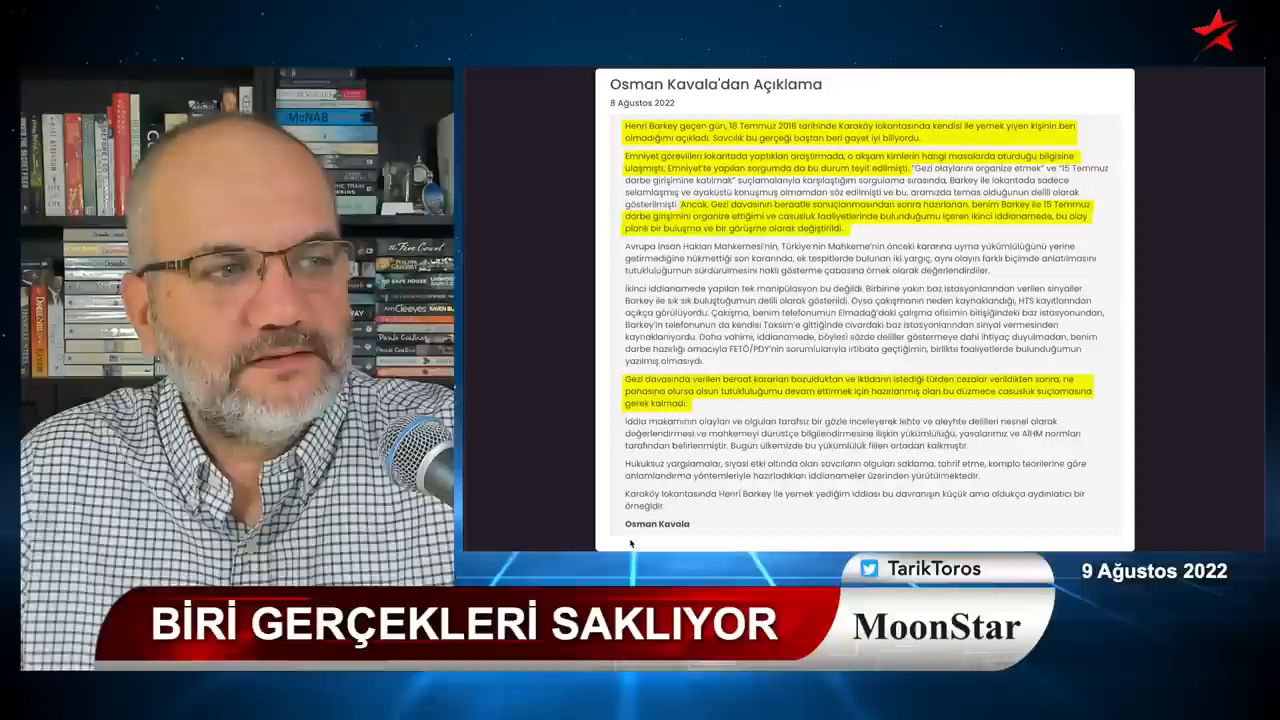 Osman Kavala'dan Açıklama
8 Ağustos 2022
Henri Barkey geçen gün, 18 Temmuz 2016 tarihinde Karaköy lokantasında kendisi ile yemek yiyen kişinin ben
olmadığımı açıkladı. Savcılık bu gerçeği baştan beri gayet iyi biliyordu.
Emniyet görevlileri lokantada yaptıkları araştırmada, o akşam kimlerin hangi masalarda oturduğu bilgisine
ulaşmıştı; Emniyet'te yapılan sorgumda da bu durum teyit edilmişti. "Gezi olaylarını organize etmek" ve "15 Temmuz
darbe girişimine katılmak" suçlamalarıyla karşılaştığım sorgulama sırasında, Barkey ile lokantada sadece
selamlaşmış ve ayaküstü konuşmuş olmamdan söz edilmişti ve bu, aramızda temas olduğunun delili olarak
gösterilmişti. Ancak, Gezi davasının beraatle sonuçlanmasından sonra hazırlanan, benim Barkey ile 15 Temmuz
darbe girişimini organize ettiğimi ve casusluk faaliyetlerinde bulunduğumu içeren ikinci iddianamede, bu olay
planlı bir buluşma ve bir görüşme olarak değiştirildi.
Avrupa İnsan Hakları Mahkemesi'nin, Türkiye'nin Mahkeme'nin önceki kararına uyma yükümlülüğünü yerine
getirmediğine hükmettiği son kararında, ek tespitlerde bulunan iki yargıç, aynı olayın farklı biçimde anlatılmasını
tutukluluğumun sürdürülmesini haklı gösterme çabasına örnek olarak değerlendirdiler.
İkinci iddianamede yapılan tek manipülasyon bu değildi. Birbirine yakın baz istasyonlarından verilen sinyaller
Barkey ile sık sık buluştuğumun delili olarak gösterildi. Oysa çakışmanın neden kaynaklandığı, HTS kayıtlarından
açıkça görülüyordu. Çakışma, benim telefonumun Elmadağ'daki çalışma ofisimin bitişiğindeki baz istasyonundan,
Barkey'in telefonunun da kendisi Taksim'e gittiğinde civardaki baz istasyonlarından sinyal vermesinden
kaynaklanıyordu. Daha vahimi, iddianamede, böylesi sözde deliller göstermeye dahi ihtiyaç duyulmadan, benim
darbe hazırlığı amacıyla FETÖ/PDY'nin sorumlularıyla irtibata geçtiğimin, birlikte faaliyetlerde bulunduğumun
yazılmış olmasıydı.
Gezi davasında verilen beraat kararları bozulduktan ve iktidarın istediği türden cezalar verildikten sonra, ne
pahasına olursa olsun tutukluluğumu devam ettirmek için hazırlanmış olan bu düzmece casusluk suçlamasına
gerek kalmadı.
İddia makamının olayları ve olguları tarafsız bir gözle inceleyerek lehte ve aleyhte delilleri nesnel olarak
değerlendirmesi ve mahkemeyi dürüstçe bilgilendirmesine ilişkin yükümlülüğü, yasalarımız ve AİHM normları
tarafından belirlenmiştir. Bugün ülkemizde bu yükümlülük fiilen ortadan kalkmıştır.
Hukuksuz yargılamalar, siyasi etki altında olan savcıların olguları saklama, tahrif etme, komplo teorilerine göre
anlamlandırma yöntemleriyle hazırladıkları iddianameler üzerinden yürütülmektedir.
Karaköy lokantasında Henri Barkey ile yemek yediğim iddiası bu davranışın küçük ama oldukça aydınlatıcı bir
örneğidir.
Osman Kavala
McNAB
TarikToros
9 Ağustos 2022
BİRİ GERÇEKLERİ SAKLIYOR
MoonStar